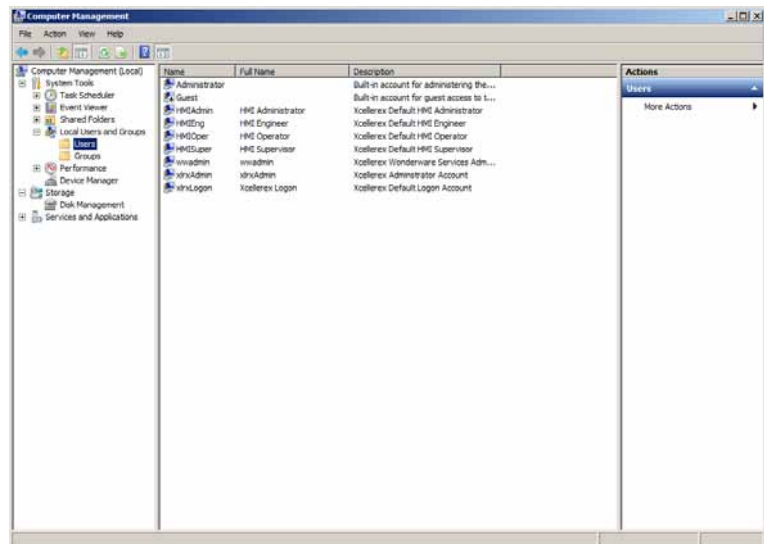 Computer Management
File Action View Help
Computer Management (Local)
System Tools
Task Scheduler
Event Viewer
Shared Folders
Local Users and Groups
Users
Groups
Performance
Device Manager
Storage
Disk Management
Services and Applications
Name Full Name Description
Administrator Built-in account for administering the...
Guest Built-in account for guest access to t...
HMIAdmin HMI Administrator Xcellerex Default HMI Administrator
HMIEng HMI Engineer Xcellerex Default HMI Engineer
HMIOper HMI Operator Xcellerex Default HMI Operator
HMISuper HMI Supervisor Xcellerex Default HMI Supervisor
wwadmin wwadmin Xcellerex Wonderware Services Adm...
xlrxAdmin xlrxAdmin Xcellerex Adminstrator Account
xlrxLogon Xcellerex Logon Xcellerex Default Logon Account
Actions
Users
More Actions